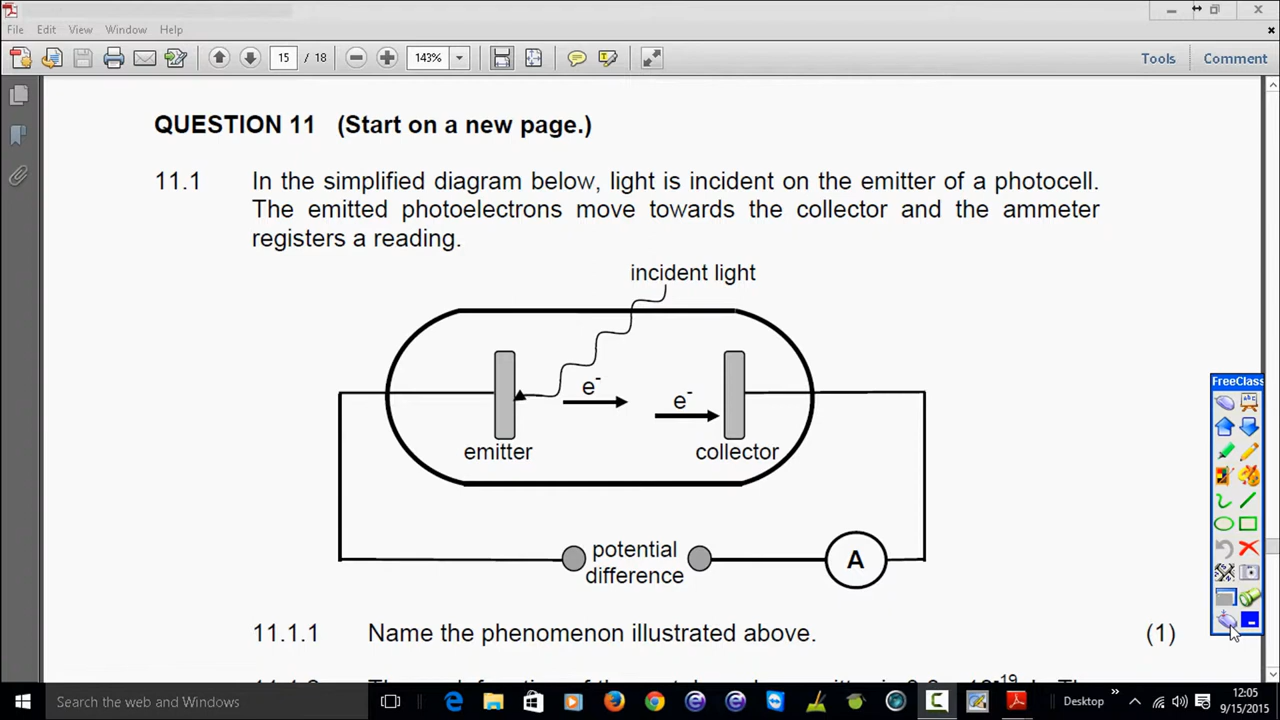 File Edit View Window Help
15 / 18 143% Tools Comment
QUESTION 11 (Start on a new page.)
11.1 In the simplified diagram below, light is incident on the emitter of a photocell.
The emitted photoelectrons move towards the collector and the ammeter
registers a reading.
incident light
e-
e-
emitter
collector
potential
difference
A
11.1.1 Name the phenomenon illustrated above. (1)
FreeClass
Search the web and Windows
Desktop
12:05
9/15/2015